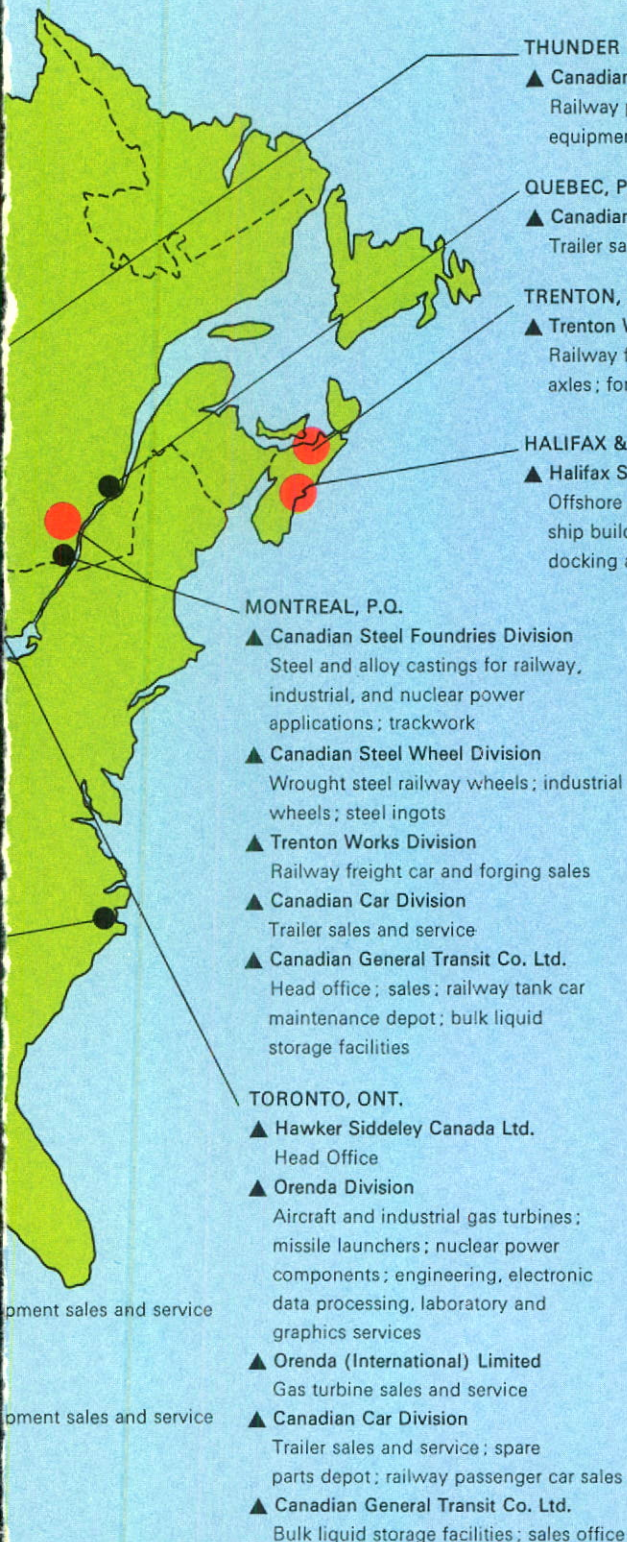 THUNDER
▲ Canadian
Railway
equipmen
QUEBEC, P
▲ Canadian
Trailer sa
TRENTON,
▲ Trenton W
Railway f
axles; for
HALIFAX &
▲ Halifax S
Offshore
ship build
docking a
MONTREAL, P.Q.
▲ Canadian Steel Foundries Division
Steel and alloy castings for railway,
industrial, and nuclear power
applications; trackwork
▲ Canadian Steel Wheel Division
Wrought steel railway wheels; industrial
wheels; steel ingots
▲ Trenton Works Division
Railway freight car and forging sales
▲ Canadian Car Division
Trailer sales and service
▲ Canadian General Transit Co. Ltd.
Head office; sales; railway tank car
maintenance depot; bulk liquid
storage facilities
TORONTO, ONT.
▲ Hawker Siddeley Canada Ltd.
Head Office
▲ Orenda Division
Aircraft and industrial gas turbines;
missile launchers; nuclear power
components; engineering, electronic
data processing, laboratory and
graphics services
▲ Orenda (International) Limited
Gas turbine sales and service
▲ Canadian Car Division
Trailer sales and service; spare
parts depot; railway passenger car sales
▲ Canadian General Transit Co. Ltd.
Bulk liquid storage facilities; sales office
pment sales and service
pment sales and service